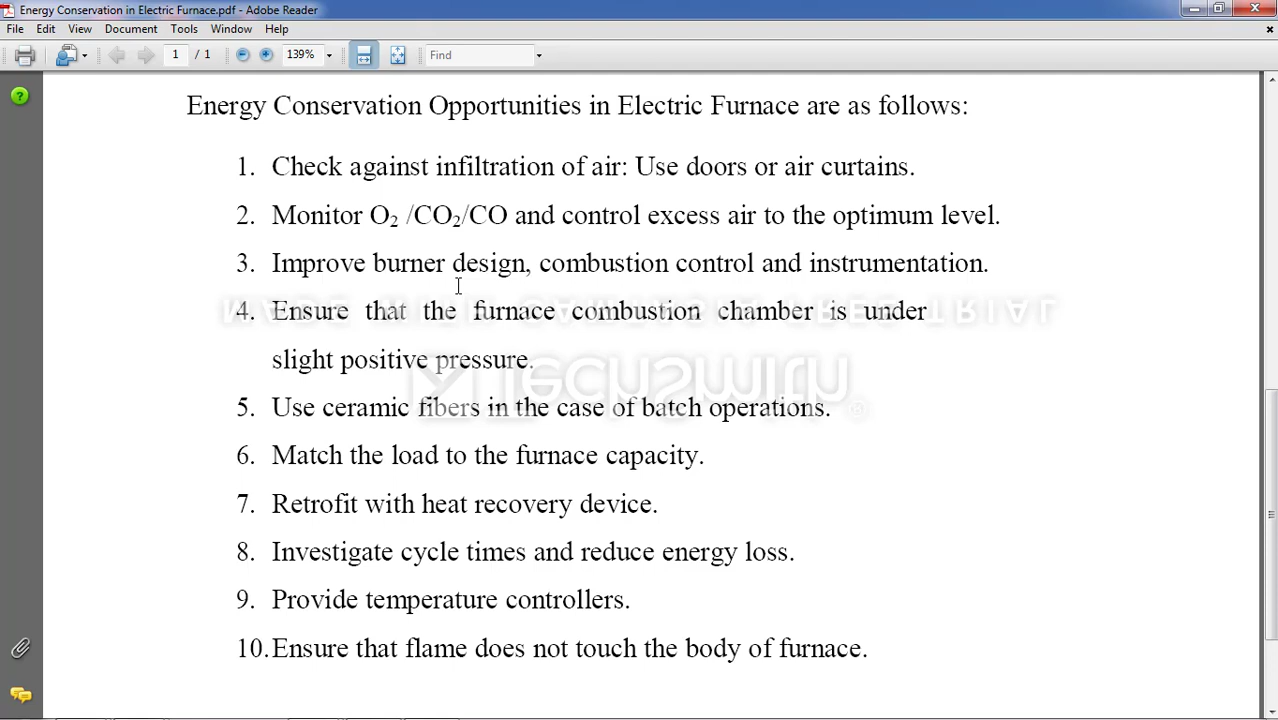 Energy Conservation in Electric Furnace.pdf - Adobe Reader
File Edit View Document Tools Window Help
1 / 1 139% Find
Energy Conservation Opportunities in Electric Furnace are as follows:
1. Check against infiltration of air: Use doors or air curtains.
2. Monitor O₂ /CO₂/CO and control excess air to the optimum level.
3. Improve burner design, combustion control and instrumentation.
MADE WITH CAMTASIA FREE TRIAL
4. Ensure that the furnace combustion chamber is under
slight positive pressure.
TechSmith®
5. Use ceramic fibers in the case of batch operations.
6. Match the load to the furnace capacity.
7. Retrofit with heat recovery device.
8. Investigate cycle times and reduce energy loss.
9. Provide temperature controllers.
10. Ensure that flame does not touch the body of furnace.